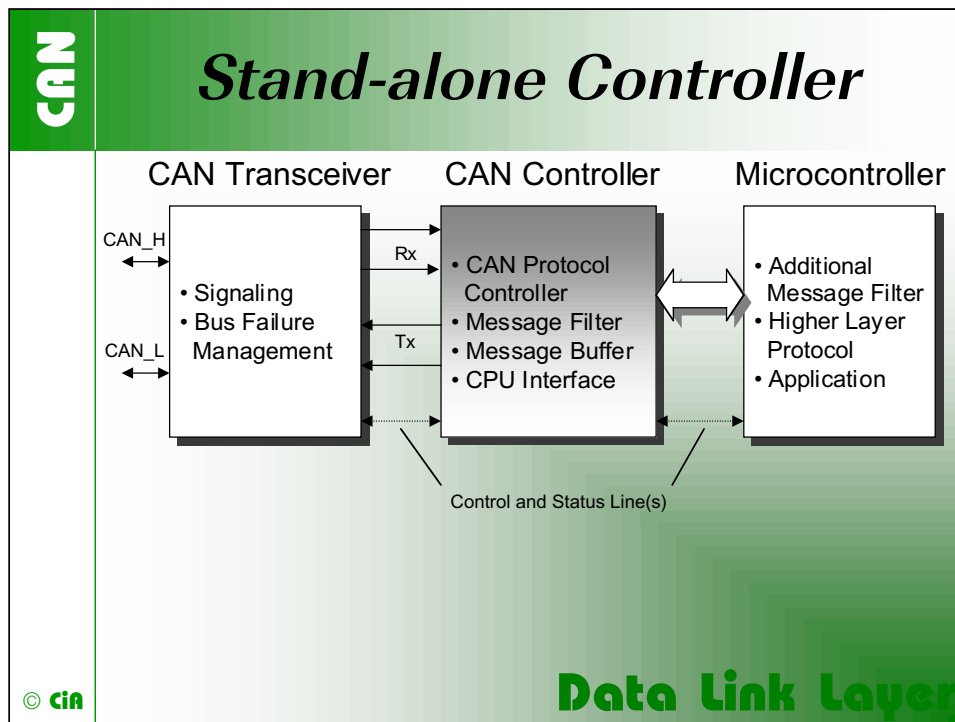 CAN
Stand-alone Controller
CAN Transceiver
CAN Controller
Microcontroller
CAN_H
CAN_L
• Signaling
• Bus Failure
Management
Rx
Tx
• CAN Protocol
Controller
• Message Filter
• Message Buffer
• CPU Interface
• Additional
Message Filter
• Higher Layer
Protocol
• Application
Control and Status Line(s)
© CiA
Data Link Layer